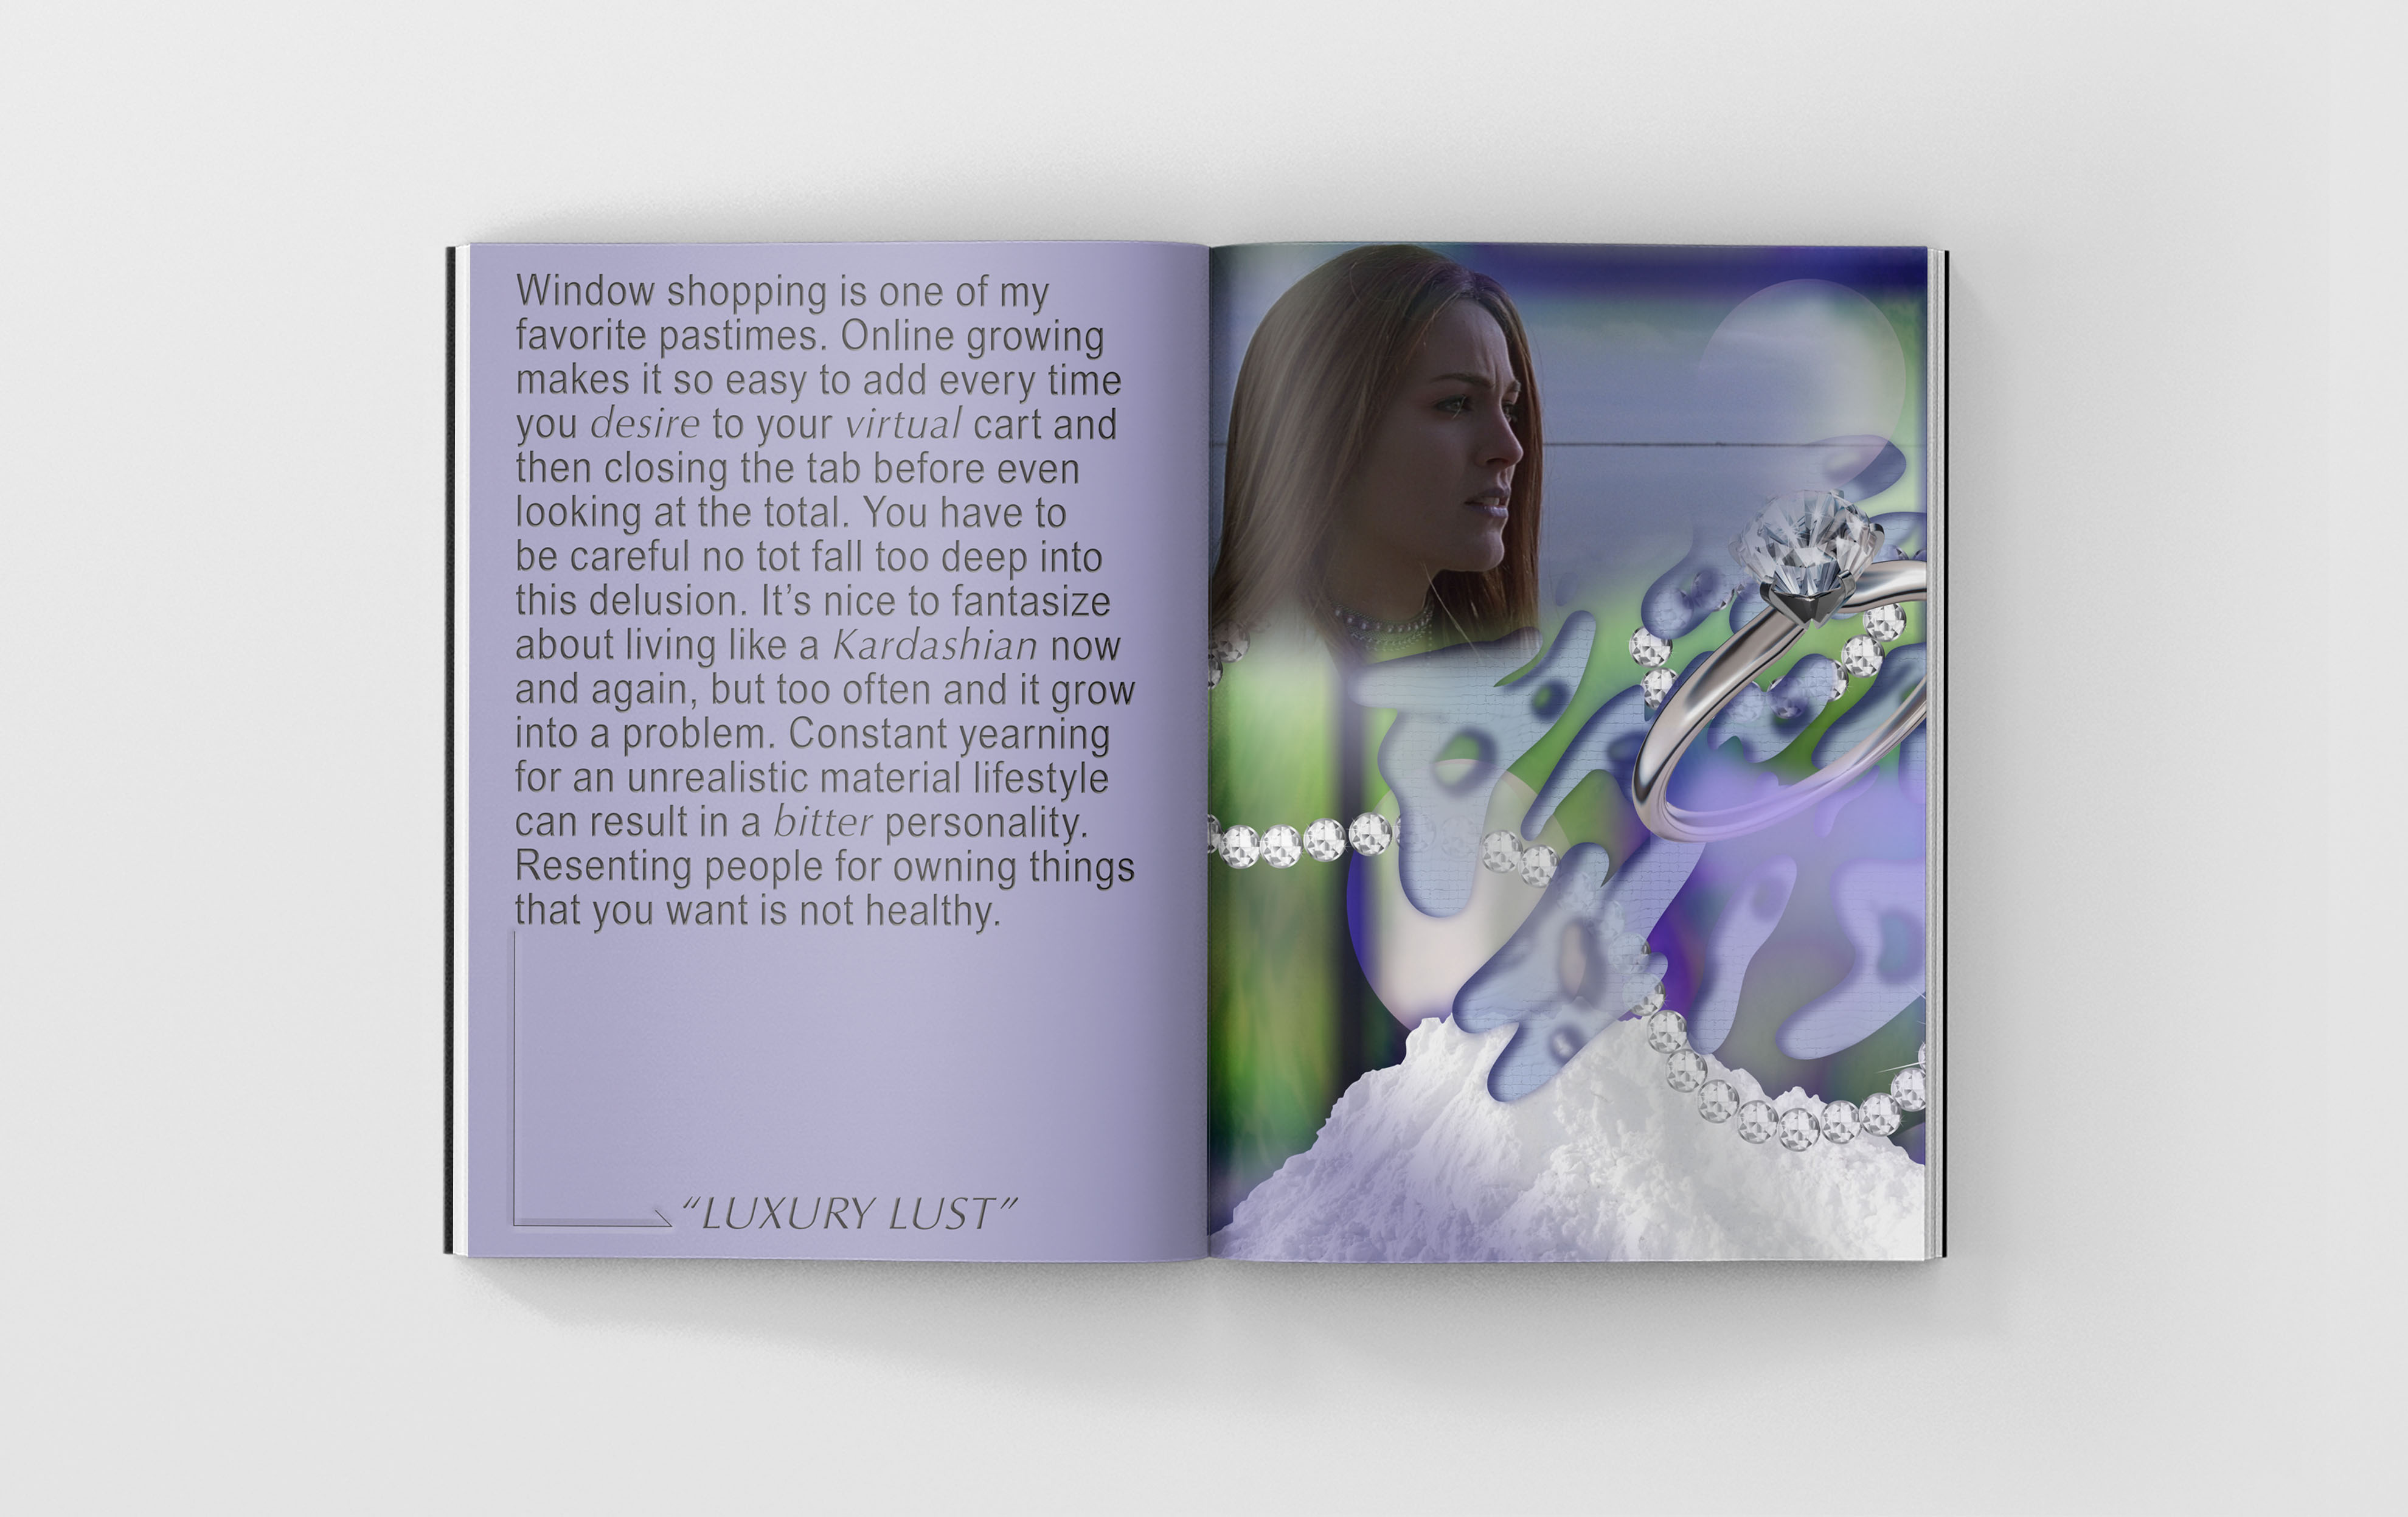 Window shopping is one of my
favorite pastimes. Online growing
makes it so easy to add every time
you desire to your virtual cart and
then closing the tab before even
looking at the total. You have to
be careful no tot fall too deep into
this delusion. It’s nice to fantasize
about living like a Kardashian now
and again, but too often and it grow
into a problem. Constant yearning
for an unrealistic material lifestyle
can result in a bitter personality.
Resenting people for owning things
that you want is not healthy.
“LUXURY LUST”